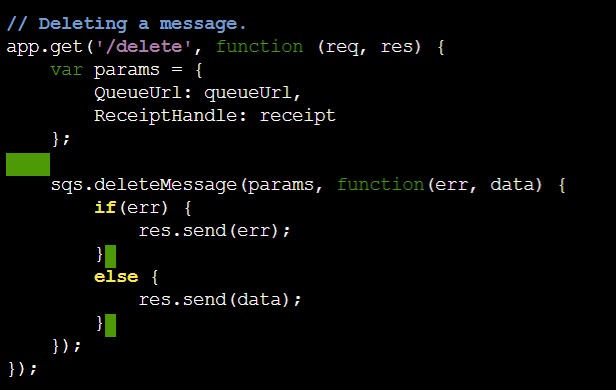 // Deleting a message.
app.get('/delete', function (req, res) {
    var params = {
        QueueUrl: queueUrl,
        ReceiptHandle: receipt
    };
    sqs.deleteMessage(params, function(err, data) {
        if(err) {
            res.send(err);
        }
        else {
            res.send(data);
        }
    });
});